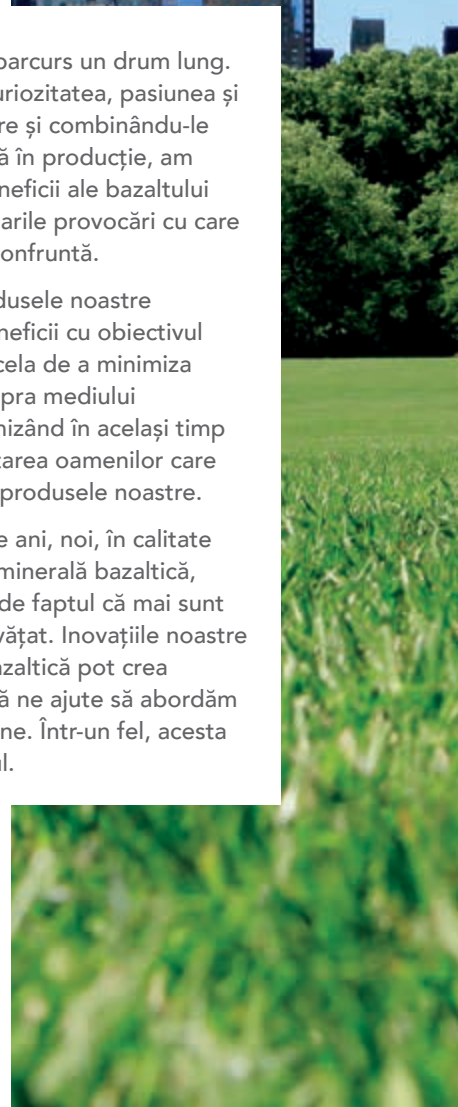 parcurs un drum lung.
uriozitatea, pasiunea și
re și combinându-le
ă în producție, am
neficii ale bazaltului
arile provocări cu care
onfruntă.
dusele noastre
neficii cu obiectivul
cela de a minimiza
pra mediului
nizând în același timp
tarea oamenilor care
produsele noastre.
e ani, noi, în calitate
minerală bazaltică,
de faptul că mai sunt
vățat. Inovațiile noastre
azaltică pot crea
ă ne ajute să abordăm
ne. Într-un fel, acesta
ul.